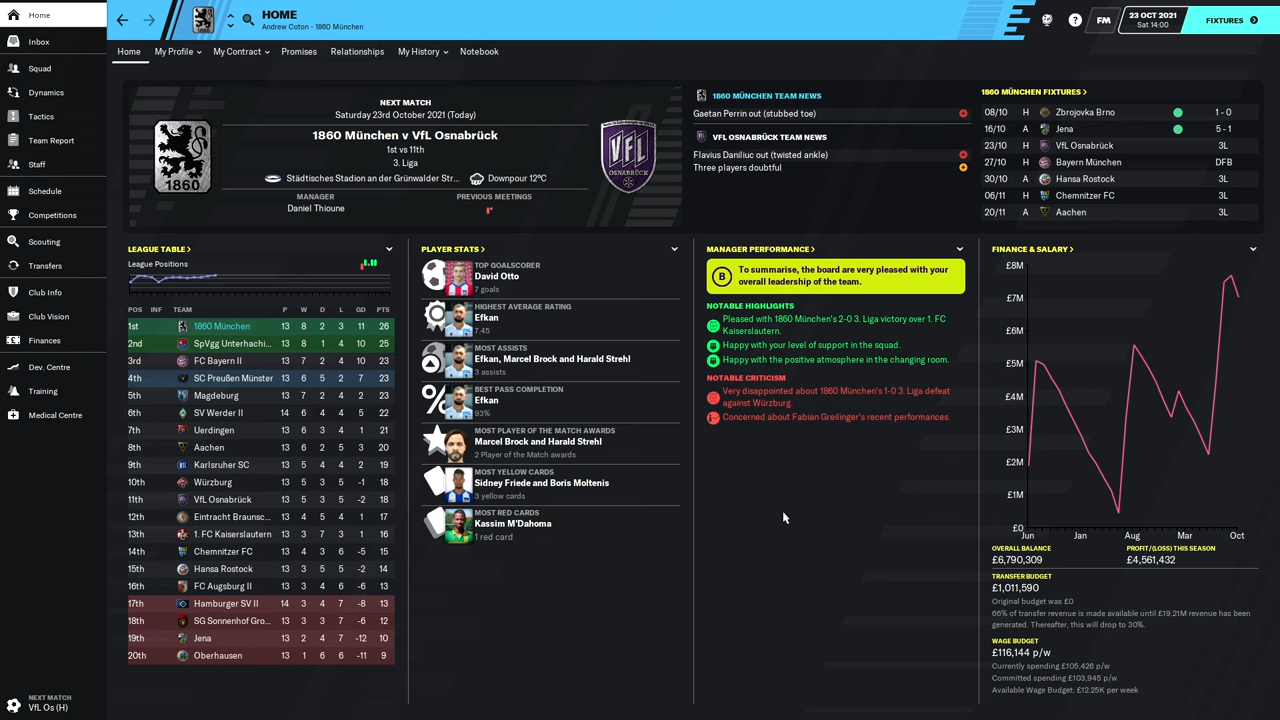 Home
Inbox
Squad
Dynamics
Tactics
Team Report
Staff
Schedule
Competitions
Scouting
Transfers
Club Info
Club Vision
Finances
Dev. Centre
Training
Medical Centre
NEXT MATCH
VfL Os (H)
HOME
Andrew Coton - 1860 München
FM
23 OCT 2021
Sat 14:00
FIXTURES
Home
My Profile
My Contract
Promises
Relationships
My History
Notebook
NEXT MATCH
Saturday 23rd October 2021 (Today)
1860 München v VfL Osnabrück
1st vs 11th
3. Liga
Städtisches Stadion an der Grünwalder Str...
Downpour 12ºC
MANAGER
Daniel Thioune
PREVIOUS MEETINGS
1860
VFL
OSNABRÜCK
1860 MÜNCHEN TEAM NEWS
Gaetan Perrin out (stubbed toe)
VFL OSNABRÜCK TEAM NEWS
Flavius Daniliuc out (twisted ankle)
Three players doubtful
1860 MÜNCHEN FIXTURES >
08/10 H Zbrojovka Brno 1 - 0
16/10 A Jena 5 - 1
23/10 H VfL Osnabrück 3L
27/10 H Bayern München DFB
30/10 A Hansa Rostock 3L
06/11 H Chemnitzer FC 3L
20/11 A Aachen 3L
LEAGUE TABLE >
League Positions
POS INF TEAM P W D L GD PTS
1st 1860 München 13 8 2 3 11 26
2nd SpVgg Unterhachi... 13 8 1 4 10 25
3rd FC Bayern II 13 7 2 4 10 23
4th SC Preußen Münster 13 6 5 2 7 23
5th Magdgburg 13 7 2 4 2 23
6th SV Werder II 14 6 4 4 5 22
7th Uerdingen 13 6 3 4 1 21
8th Aachen 13 6 2 5 3 20
9th Karlsruher SC 13 5 4 4 2 19
10th Würzburg 13 5 3 5 -1 18
11th VfL Osnabrück 13 5 3 5 -2 18
12th Eintracht Braunsc... 13 4 5 4 1 17
13th 1. FC Kaiserslautern 13 3 7 3 1 16
14th Chemnitzer FC 13 4 3 6 -5 15
15th Hansa Rostock 13 3 5 5 -2 14
16th FC Augsburg II 13 3 4 6 -6 13
17th Hamburger SV II 14 3 4 7 -8 13
18th SG Sonnenhof Gro... 13 3 3 7 -6 12
19th Jena 13 2 4 7 -12 10
20th Oberhausen 13 1 6 6 -11 9
PLAYER STATS >
TOP GOALSCORER
David Otto
7 goals
HIGHEST AVERAGE RATING
Efkan
7.45
MOST ASSISTS
Efkan, Marcel Brock and Harald Strehl
3 assists
BEST PASS COMPLETION
Efkan
93%
MOST PLAYER OF THE MATCH AWARDS
Marcel Brock and Harald Strehl
2 Player of the Match awards
MOST YELLOW CARDS
Sidney Friede and Boris Moltenis
3 yellow cards
MOST RED CARDS
Kassim M'Dahoma
1 red card
MANAGER PERFORMANCE >
B
To summarise, the board are very pleased with your
overall leadership of the team.
NOTABLE HIGHLIGHTS
Pleased with 1860 München's 2-0 3. Liga victory over 1. FC
Kaiserslautern.
Happy with your level of support in the squad.
Happy with the positive atmosphere in the changing room.
NOTABLE CRITICISM
Very disappointed about 1860 München's 1-0 3. Liga defeat
against Würzburg.
Concerned about Fabian Greilinger's recent performances.
FINANCE & SALARY >
£8M
£7M
£6M
£5M
£4M
£3M
£2M
£1M
£0
Jun Jan Aug Mar Oct
OVERALL BALANCE
£6,790,309
PROFIT/(LOSS) THIS SEASON
£4,561,432
TRANSFER BUDGET
£1,011,590
Original budget was £0
66% of transfer revenue is made available until £19.21M revenue has been
generated. Thereafter, this will drop to 30%.
WAGE BUDGET
£116,144 p/w
Currently spending £105,426 p/w
Committed spending £103,945 p/w
Available Wage Budget: £12.25K per week